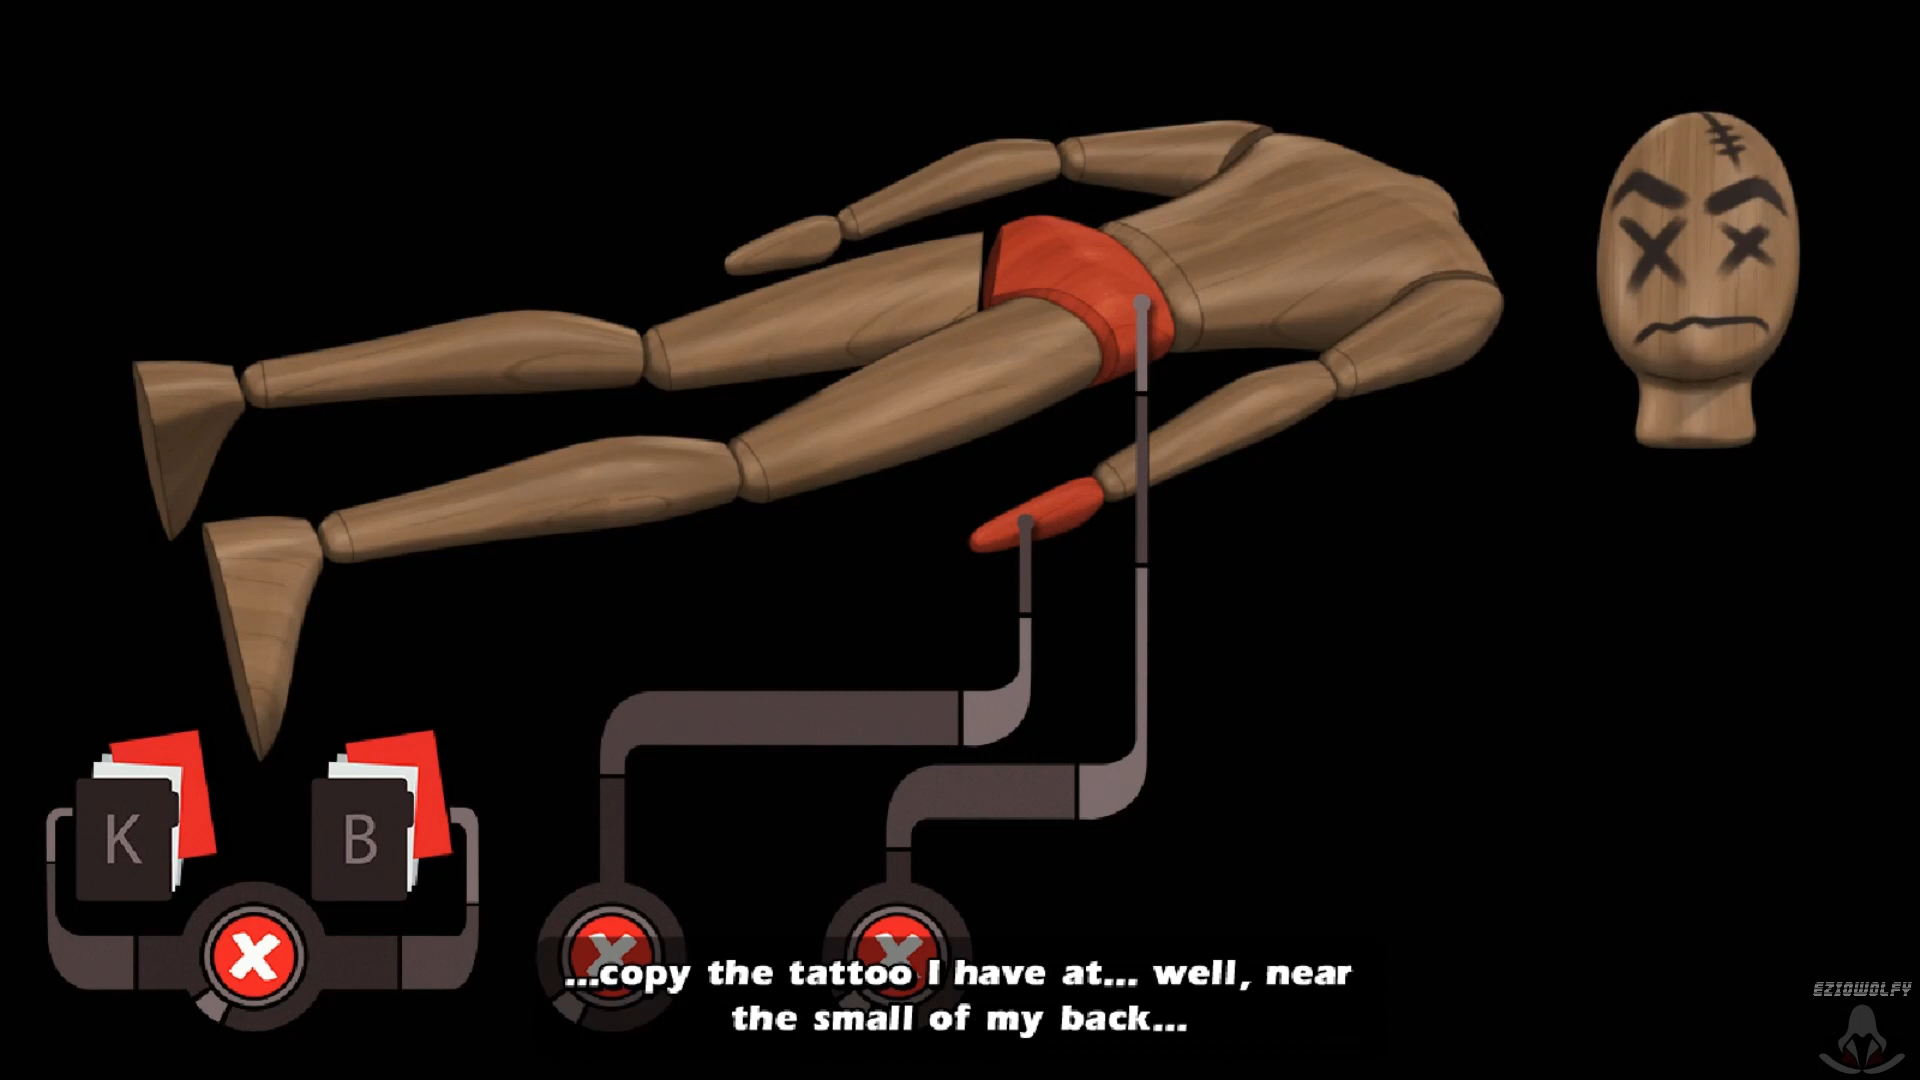 K
B
...copy the tattoo I have at... well, near
the small of my back...
EZIOWOLFY